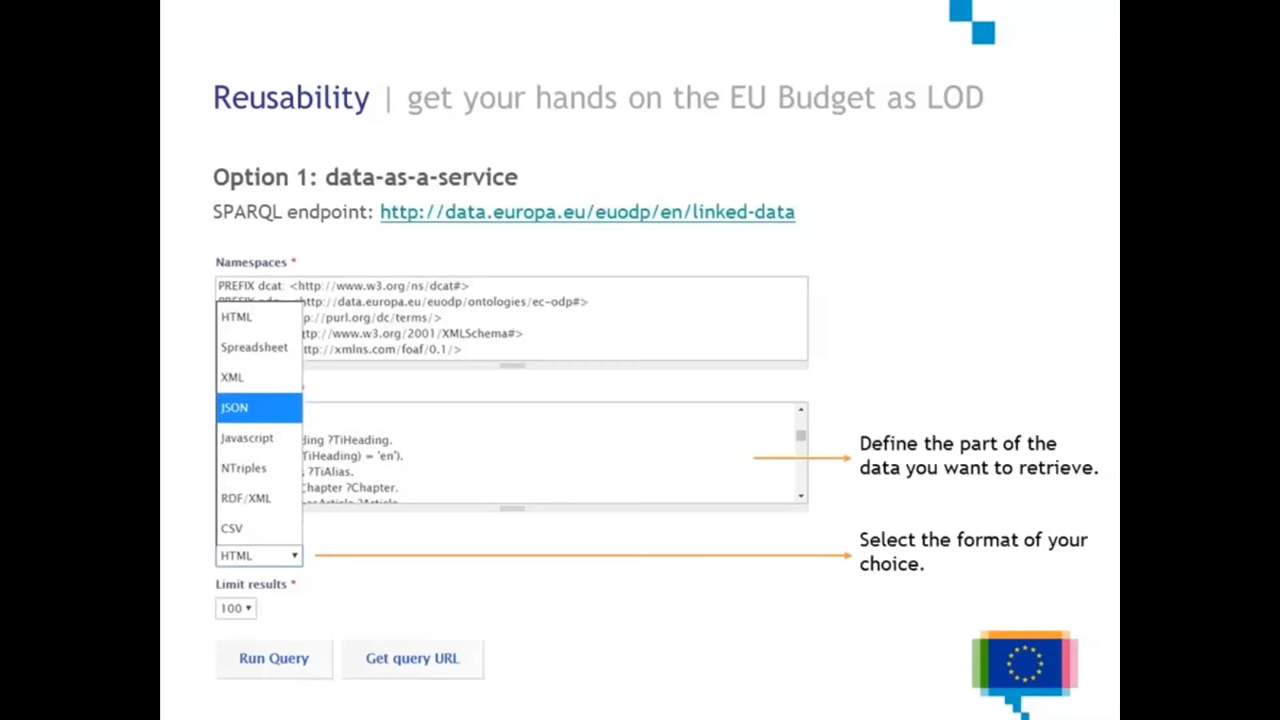 Reusability | get your hands on the EU Budget as LOD
Option 1: data-as-a-service
SPARQL endpoint: http://data.europa.eu/euodp/en/linked-data
Namespaces *
PREFIX dcat: <http://www.w3.org/ns/dcat#>
http://data.europa.eu/euodp/ontologies/ec-odp#>
p://purl.org/dc/terms/>
ttp://www.w3.org/2001/XMLSchema#>
ttp://xmlns.com/foaf/0.1/>
HTML
Spreadsheet
XML
JSON
Javascript
NTriples
RDF/XML
CSV
ding ?TiHeading.
TiHeading) = 'en').
?TiAlias.
Chapter ?Chapter.
HTML
Define the part of the
data you want to retrieve.
Select the format of your
choice.
Limit results *
100
Run Query
Get query URL